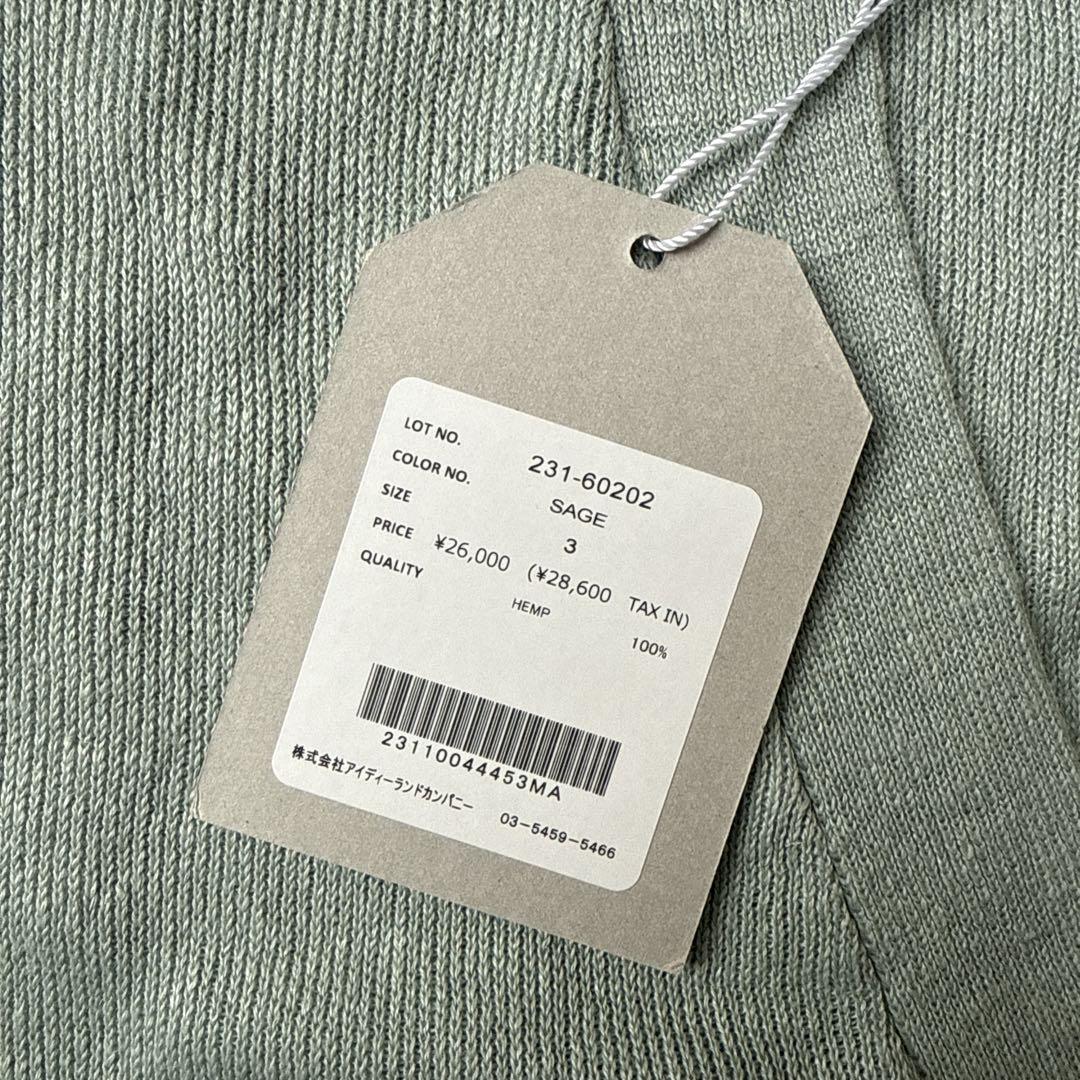 LOT NO. 231-60202
COLOR NO. SAGE
SIZE 3
PRICE ¥26,000 (¥28,600 TAX IN)
QUALITY
HEMP 100%
23110044453MA
株式会社アイディーランドカンパニー 03-5459-5466